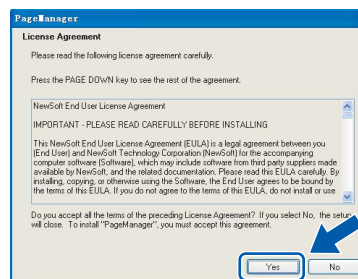 PageManager
License Agreement
Please read the following license agreement carefully.
Press the PAGE DOWN key to see the rest of the agreement.
NewSoft End User License Agreement
IMPORTANT - PLEASE READ CAREFULLY BEFORE INSTALLING
This NewSoft End User License Agreement (EULA) is a legal agreement between you
(End User) and NewSoft Technology Corporation (NewSoft) for the accompanying
computer software (Software), which may include software from third party suppliers made
available by NewSoft, and the related documentation. Please read this EULA carefully. By
installing, copying, or otherwise using the Software, the End User agrees to be bound by
the terms of this EULA. If you do not agree to the terms of this EULA, do not install or use
Do you accept all the terms of the preceding License Agreement? If you select No, the setup
will close. To install "PageManager", you must accept this agreement.
Yes No